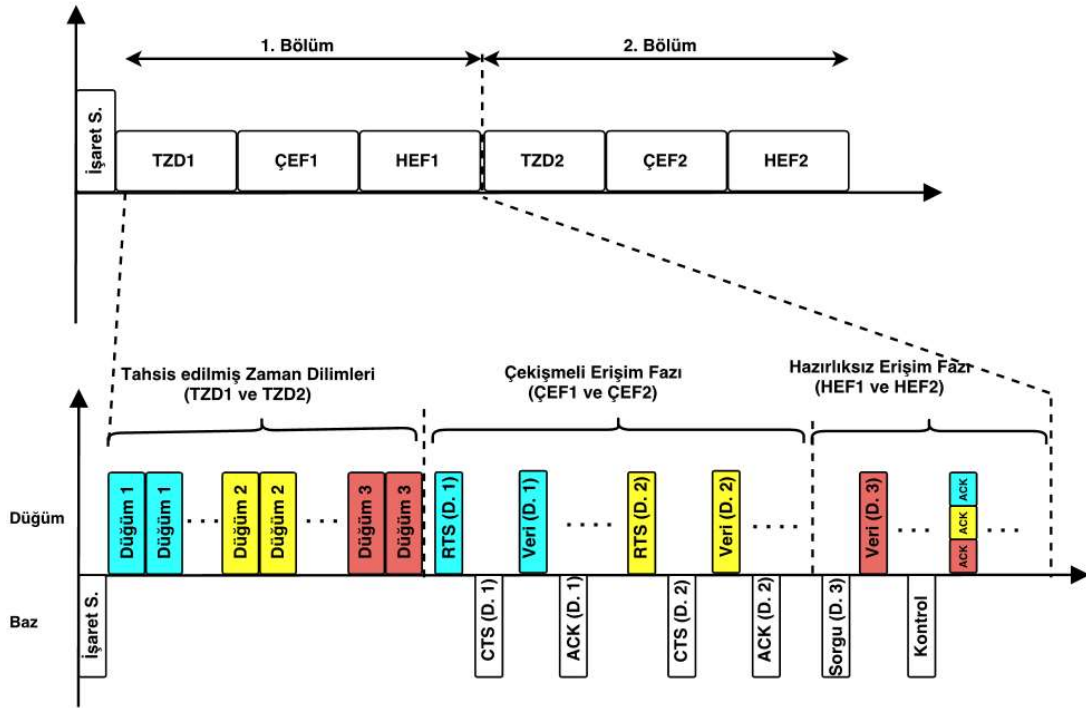 1. Bölüm
2. Bölüm
İşaret S.
TZD1
ÇEF1
HEF1
TZD2
ÇEF2
HEF2
Tahsis edilmiş Zaman Dilimleri
(TZD1 ve TZD2)
Çekişmeli Erişim Fazı
(ÇEF1 ve ÇEF2)
Hazırlıksız Erişim Fazı
(HEF1 ve HEF2)
Düğüm
Düğüm 1
Düğüm 1
Düğüm 2
Düğüm 2
Düğüm 3
Düğüm 3
RTS (D. 1)
Veri (D. 1)
RTS (D. 2)
Veri (D. 2)
Veri (D. 3)
ACK
ACK
ACK
Baz
İşaret S.
CTS (D. 1)
ACK (D. 1)
CTS (D. 2)
ACK (D. 2)
Sorgu (D. 3)
Kontrol